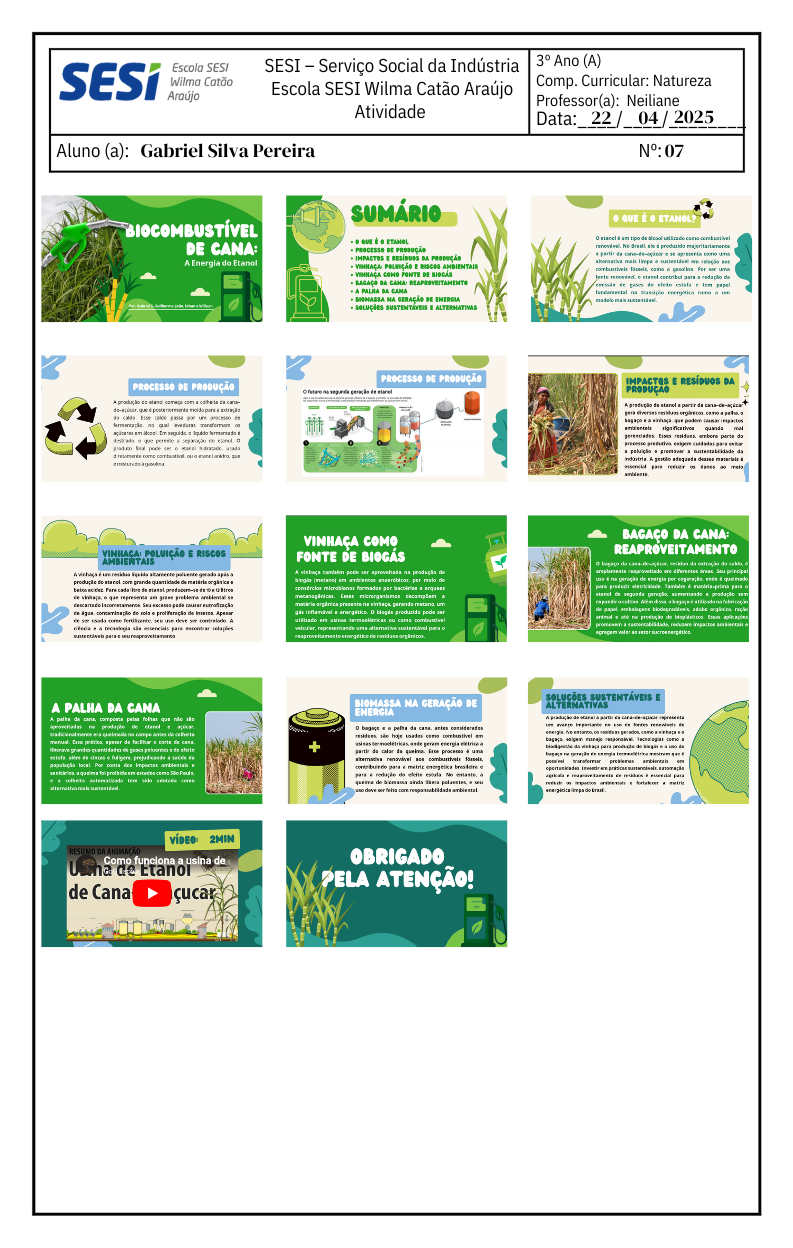 SESI
Escola SESI
Wilma Catão
Araújo
SESI – Serviço Social da Indústria
Escola SESI Wilma Catão Araújo
Atividade
3º Ano (A)
Comp. Curricular: Natureza
Professor(a): Neiliane
Data: 22 / 04 / 2025
Aluno (a): Gabriel Silva Pereira
Nº: 07
BIOCOMBUSTÍVEL
DE CANA:
A Energia do Etanol
SUMÁRIO
• O QUE É O ETANOL
• PROCESSO DE PRODUÇÃO
• IMPACTOS E RESÍDUOS DA PRODUÇÃO
• VINHAÇA: POLUIÇÃO E RISCOS AMBIENTAIS
• VINHAÇA COMO FONTE DE BIOGÁS
• BAGAÇO DA CANA: REAPROVEITAMENTO
• A PALHA DA CANA
• BIOMASSA NA GERAÇÃO DE ENERGIA
• SOLUÇÕES SUSTENTÁVEIS E ALTERNATIVAS
O QUE É O ETANOL?
O etanol é um tipo de álcool utilizado como combustível
renovável. No Brasil, ele é produzido majoritariamente
a partir da cana-de-açúcar e se apresenta como uma
alternativa mais limpa e sustentável em relação aos
combustíveis fósseis, como a gasolina. Por ser uma
fonte renovável, o etanol contribui para a redução da
emissão de gases do efeito estufa e tem papel
fundamental na transição energética rumo a um
modelo mais sustentável.
PROCESSO DE PRODUÇÃO
A produção do etanol começa com a colheita da cana-
de-açúcar, que é posteriormente moída para a extração
do caldo. Esse caldo passa por um processo de
fermentação, no qual leveduras transformam os
açúcares em álcool. Em seguida, o líquido fermentado é
destilado, o que permite a separação do etanol. O
produto final pode ser o etanol hidratado, usado
diretamente como combustível, ou o etanol anidro, que
é misturado à gasolina.
PROCESSO DE PRODUÇÃO
O futuro na segunda geração de etanol
IMPACTOS E RESÍDUOS DA
PRODUÇÃO
A produção de etanol a partir da cana-de-açúcar
gera diversos resíduos orgânicos, como a palha, o
bagaço e a vinhaça, que podem causar impactos
ambientais significativos quando mal
gerenciados. Esses resíduos, embora parte do
processo produtivo, exigem cuidados para evitar
a poluição e promover a sustentabilidade da
indústria. A gestão adequada desses materiais é
essencial para reduzir os danos ao meio
ambiente.
VINHAÇA: POLUIÇÃO E RISCOS
AMBIENTAIS
A vinhaça é um resíduo líquido altamente poluente gerado após a
produção do etanol, com grande quantidade de matéria orgânica e
baixa acidez. Para cada litro de etanol, produzem-se de 10 a 15 litros
de vinhaça, o que representa um grave problema ambiental se
descartado incorretamente. Seu excesso pode causar eutrofização
da água, contaminação do solo e proliferação de insetos. Apesar
de ser usada como fertilizante, seu uso deve ser controlado. A
ciência e a tecnologia são essenciais para encontrar soluções
sustentáveis para o seu reaproveitamento.
VINHAÇA COMO
FONTE DE BIOGÁS
A vinhaça também pode ser aproveitada na produção de
biogás (metano) em ambientes anaeróbicos, por meio de
consórcios microbianos formados por bactérias e arqueas
metanogênicas. Esses microrganismos decompõem a
matéria orgânica presente na vinhaça, gerando metano, um
gás inflamável e energético. O biogás produzido pode ser
utilizado em usinas termoelétricas ou como combustível
veicular, representando uma alternativa sustentável para o
reaproveitamento energético de resíduos orgânicos.
BAGAÇO DA CANA:
REAPROVEITAMENTO
O bagaço da cana-de-açúcar, resíduo da extração do caldo, é
amplamente reaproveitado em diferentes áreas. Seu principal
uso é na geração de energia por cogeração, onde é queimado
para produzir eletricidade. Também é matéria-prima para o
etanol de segunda geração, aumentando a produção sem
expandir o cultivo. Além disso, o bagaço é utilizado na fabricação
de papel, embalagens biodegradáveis, adubo orgânico, ração
animal e até na produção de bioplásticos. Essas aplicações
promovem a sustentabilidade, reduzem impactos ambientais e
agregam valor ao setor sucroenergético.
A PALHA DA CANA
A palha da cana, composta pelas folhas que não são
aproveitadas na produção de etanol e açúcar,
tradicionalmente era queimada no campo antes da colheita
manual. Essa prática, apesar de facilitar o corte da cana,
liberava grandes quantidades de gases poluentes e de efeito
estufa, além de cinzas e fuligem, prejudicando a saúde da
população local. Por conta dos impactos ambientais e
sanitários, a queima foi proibida em estados como São Paulo,
e a colheita automatizada tem sido adotada como
alternativa mais sustentável.
BIOMASSA NA GERAÇÃO DE
ENERGIA
O bagaço e a palha da cana, antes considerados
resíduos, são hoje usados como combustível em
usinas termoelétricas, onde geram energia elétrica a
partir do calor da queima. Esse processo é uma
alternativa renovável aos combustíveis fósseis,
contribuindo para a matriz energética brasileira e
para a redução do efeito estufa. No entanto, a
queima de biomassa ainda libera poluentes, e seu
uso deve ser feito com responsabilidade ambiental.
SOLUÇÕES SUSTENTÁVEIS E
ALTERNATIVAS
A produção de etanol a partir da cana-de-açúcar representa
um avanço importante no uso de fontes renováveis de
energia. No entanto, os resíduos gerados, como a vinhaça e o
bagaço, exigem manejo responsável. Tecnologias como a
biodigestão da vinhaça para produção de biogás e o uso do
bagaço na geração de energia termoelétrica mostram que é
possível transformar problemas ambientais em
oportunidades. Investir em práticas sustentáveis, automação
agrícola e reaproveitamento de resíduos é essencial para
reduzir os impactos ambientais e fortalecer a matriz
energética limpa do Brasil.
VÍDEO: 2MIN
RESUMO DA ANIMAÇÃO
Como funciona a usina de
Usina de Etanol
de Cana açúcar
OBRIGADO
PELA ATENÇÃO!